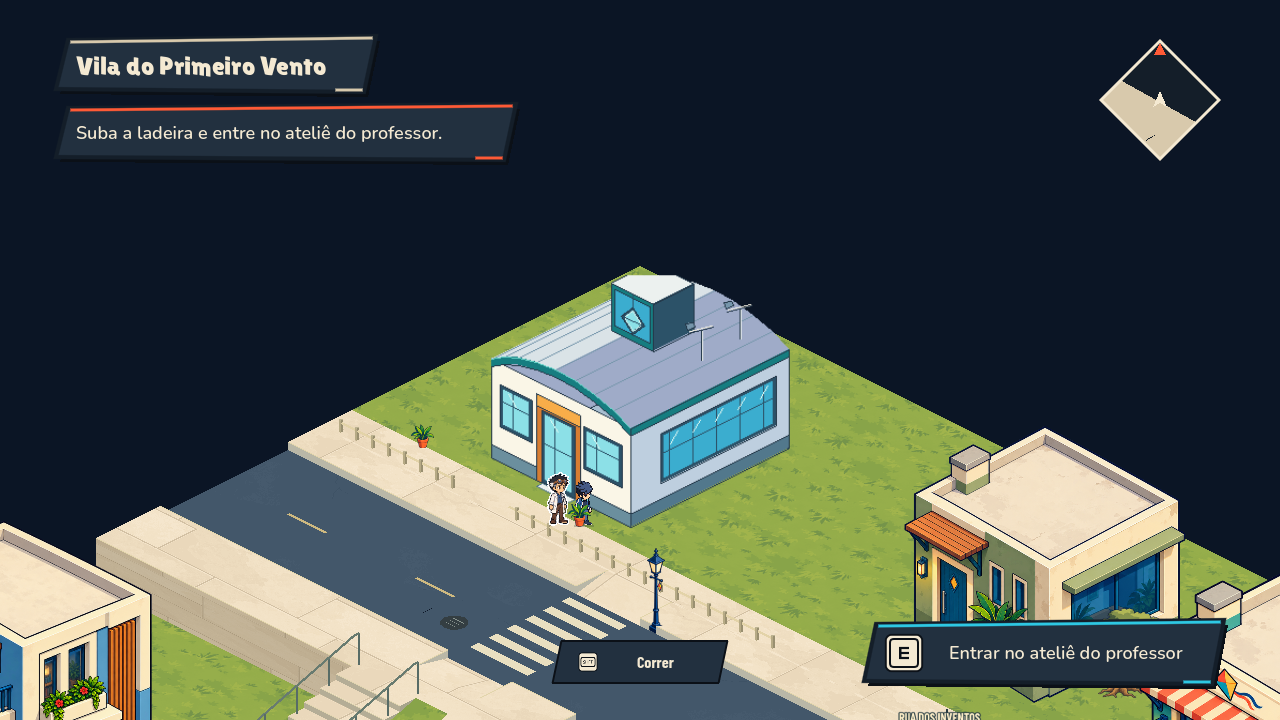 Vila do Primeiro Vento
Suba a ladeira e entre no ateliê do professor.
E
Entrar no ateliê do professor
Correr
RUA DOS INVENTOS